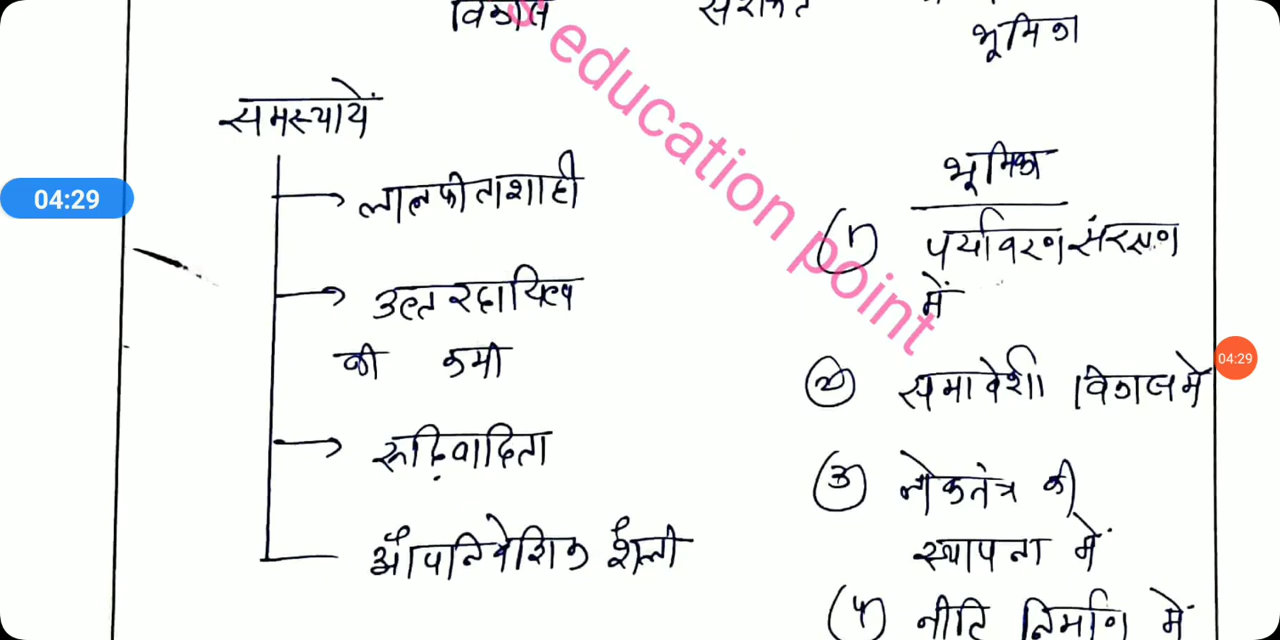 विकास
भूमिका
समस्यायें
लालफीताशाही
उत्तरदायित्व
की कमी
रूढ़िवादिता
औपनिवेशिक शैली
भूमिका
(1) पर्यावरण संरक्षण
में
(2) समावेशी विकास में
(3) लोकतंत्र की
स्थापना में
(4) नीति निर्माण में
education point
04:29
04:29